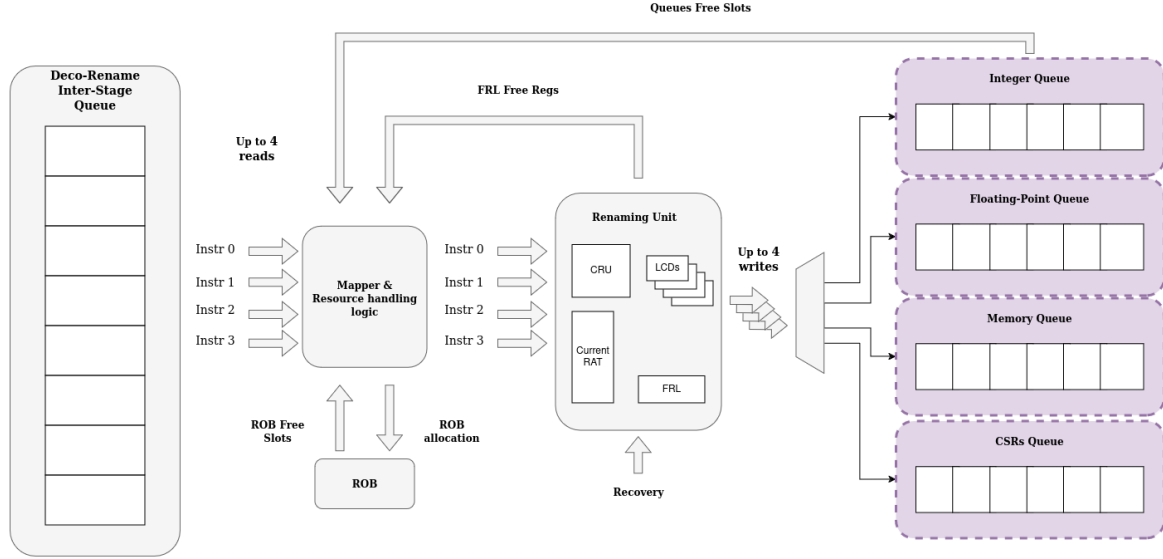 Queues Free Slots
Deco-Rename
Inter-Stage
Queue
Integer Queue
FRL Free Regs
Up to 4
reads
Floating-Point Queue
Renaming Unit
Instr 0
Instr 1
Instr 2
Instr 3
Mapper &
Resource handling
logic
Instr 0
Instr 1
Instr 2
Instr 3
CRU
LCDs
Current
RAT
FRL
Up to 4
writes
Memory Queue
ROB Free
Slots
ROB
allocation
CSRs Queue
ROB
Recovery